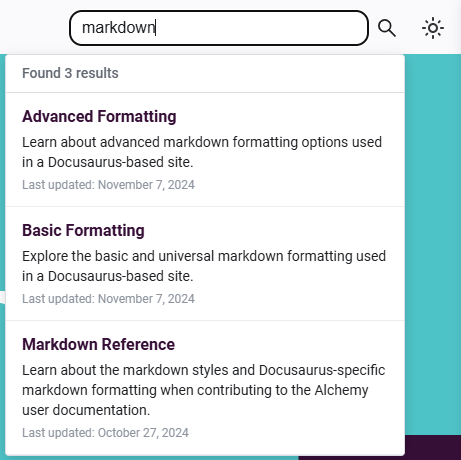 markdown
Found 3 results
Advanced Formatting
Learn about advanced markdown formatting options used
in a Docusaurus-based site.
Last updated: November 7, 2024
Basic Formatting
Explore the basic and universal markdown formatting used
in a Docusaurus-based site.
Last updated: November 7, 2024
Markdown Reference
Learn about the markdown styles and Docusaurus-specific
markdown formatting when contributing to the Alchemy
user documentation.
Last updated: October 27, 2024